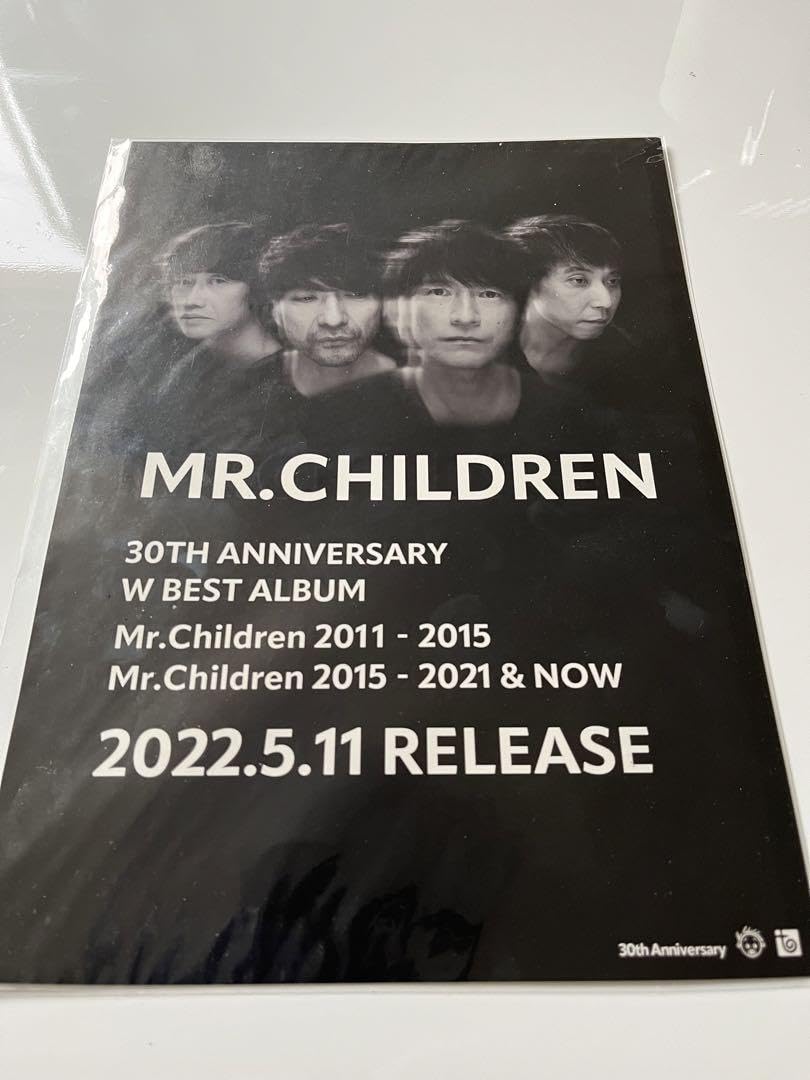 MR.CHILDREN
30TH ANNIVERSARY
W BEST ALBUM
Mr.Children 2011 - 2015
Mr.Children 2015 - 2021 & NOW
2022.5.11 RELEASE
30th Anniversary